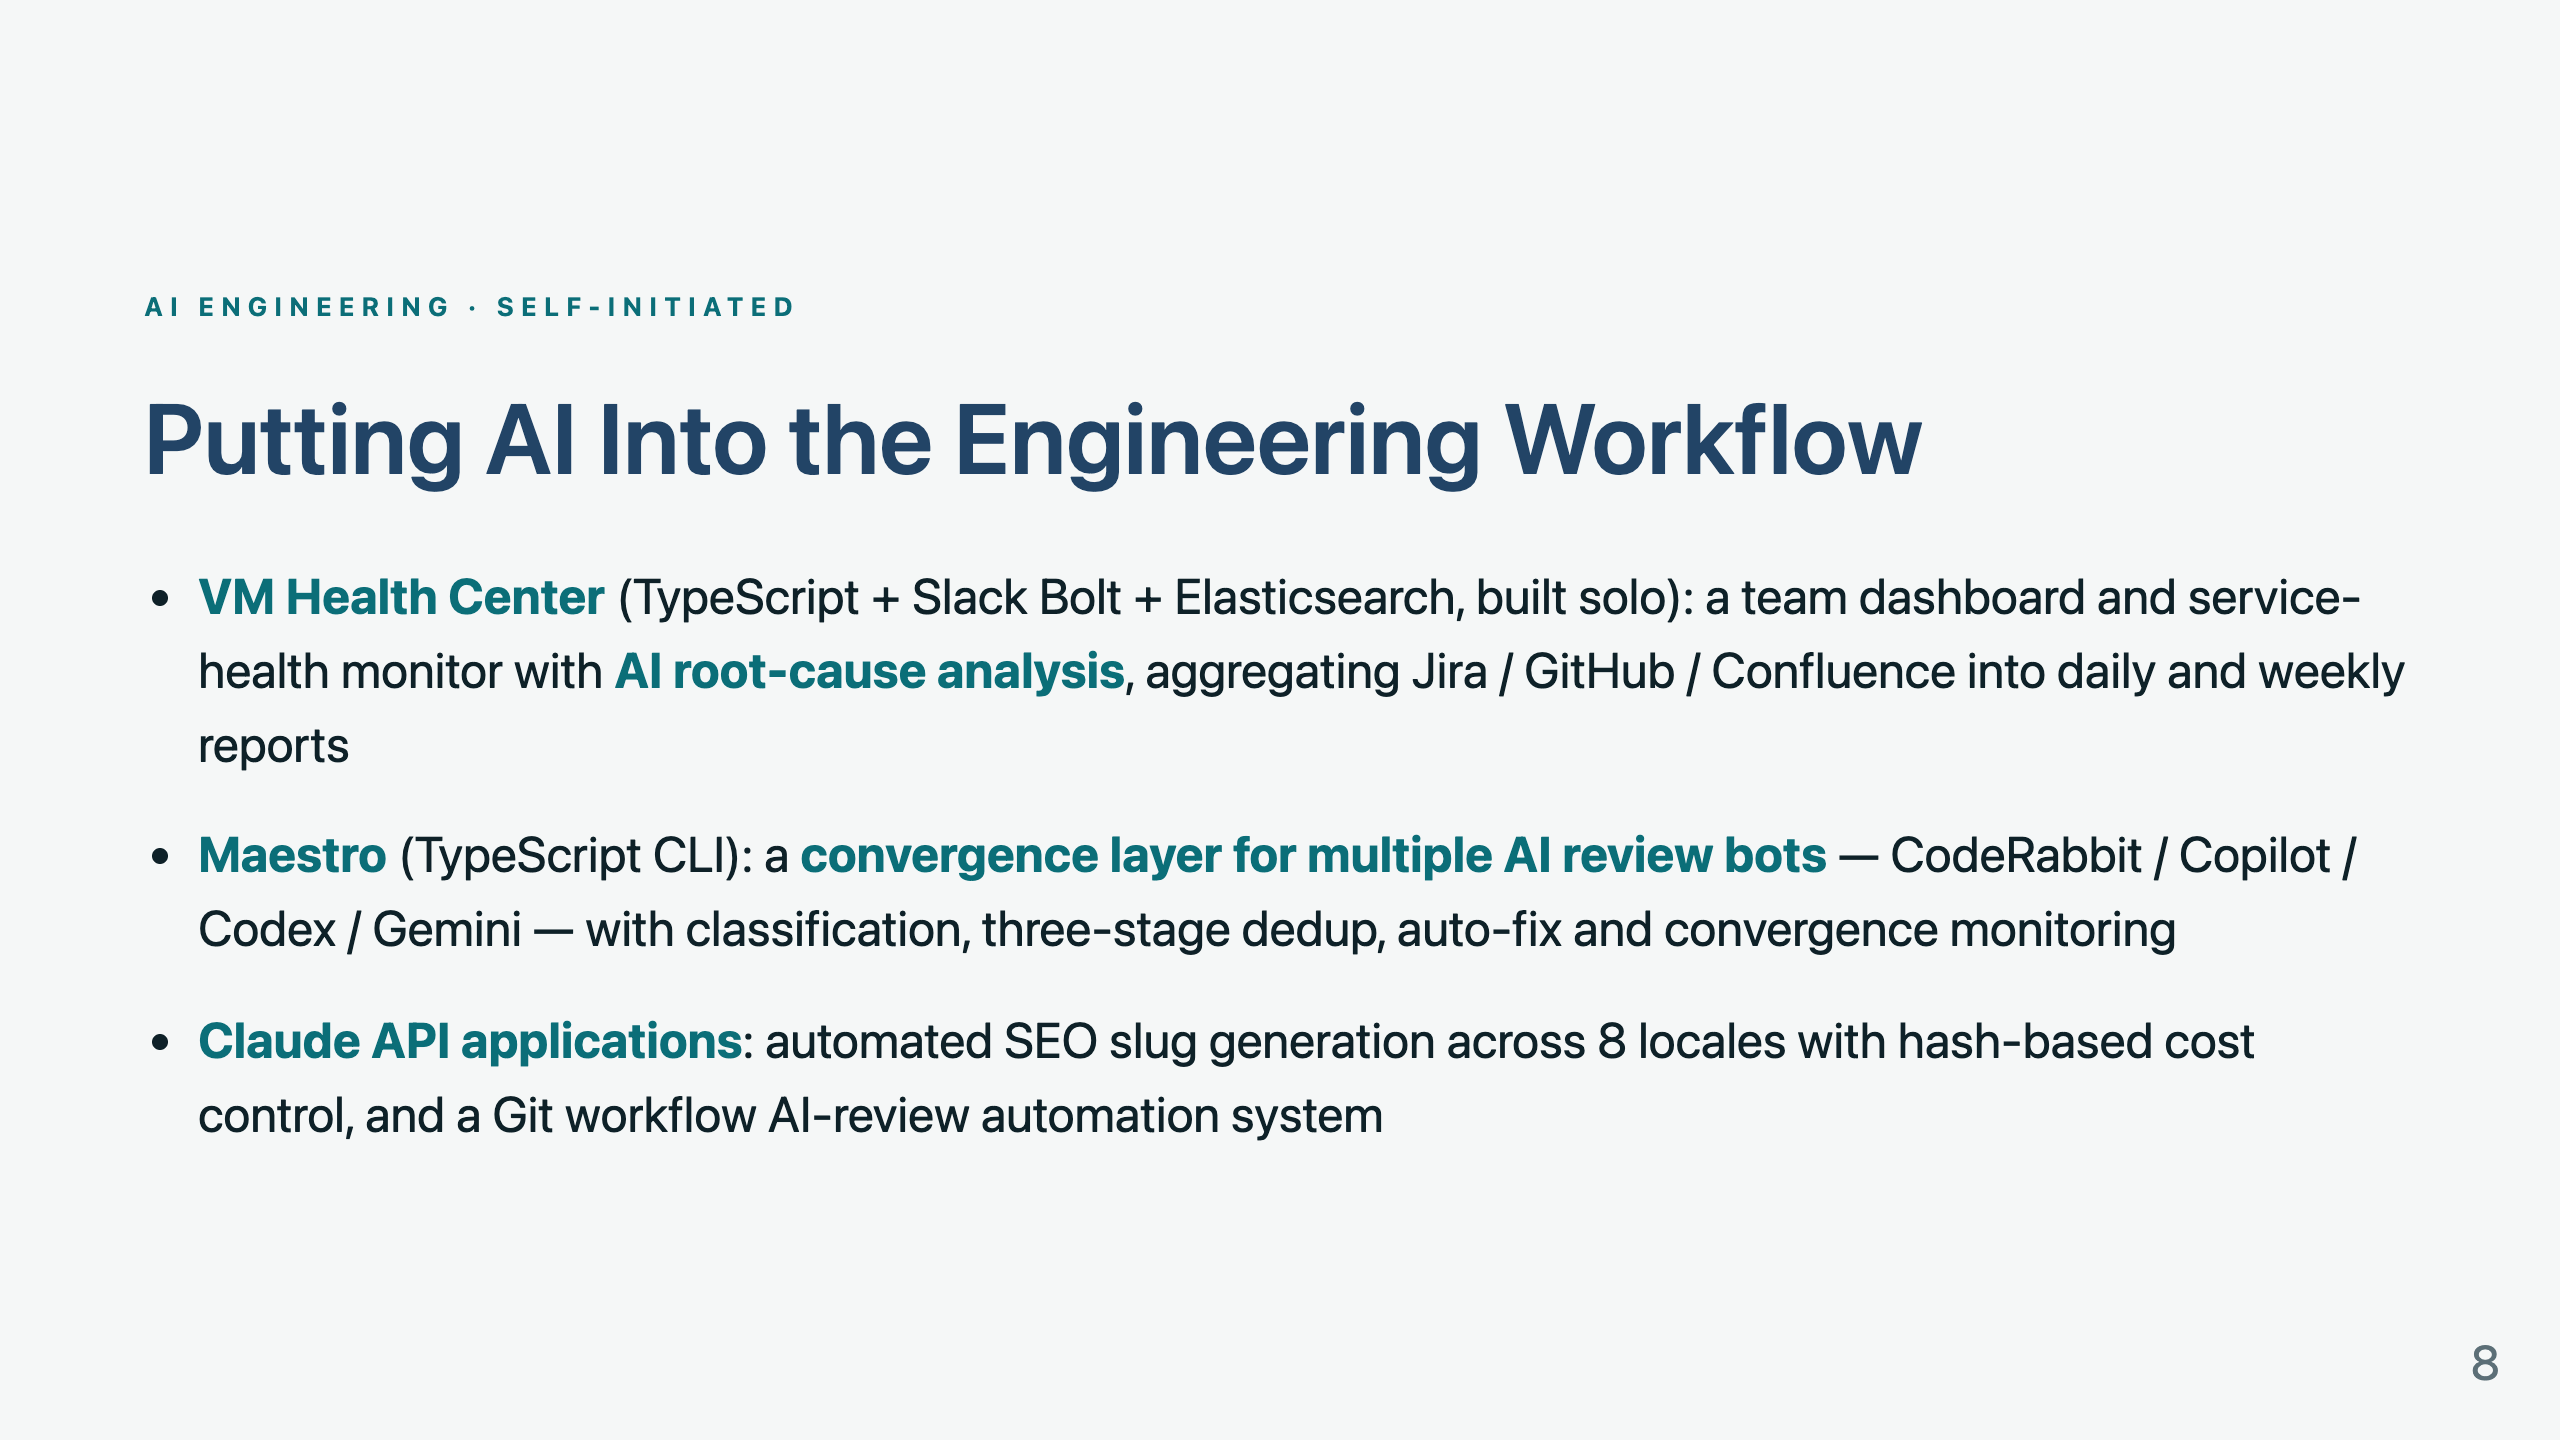 AI ENGINEERING · SELF-INITIATED
Putting AI Into the Engineering Workflow
• VM Health Center (TypeScript + Slack Bolt + Elasticsearch, built solo): a team dashboard and service-
health monitor with AI root-cause analysis, aggregating Jira / GitHub / Confluence into daily and weekly
reports
• Maestro (TypeScript CLI): a convergence layer for multiple AI review bots — CodeRabbit / Copilot /
Codex / Gemini — with classification, three-stage dedup, auto-fix and convergence monitoring
• Claude API applications: automated SEO slug generation across 8 locales with hash-based cost
control, and a Git workflow AI-review automation system
8